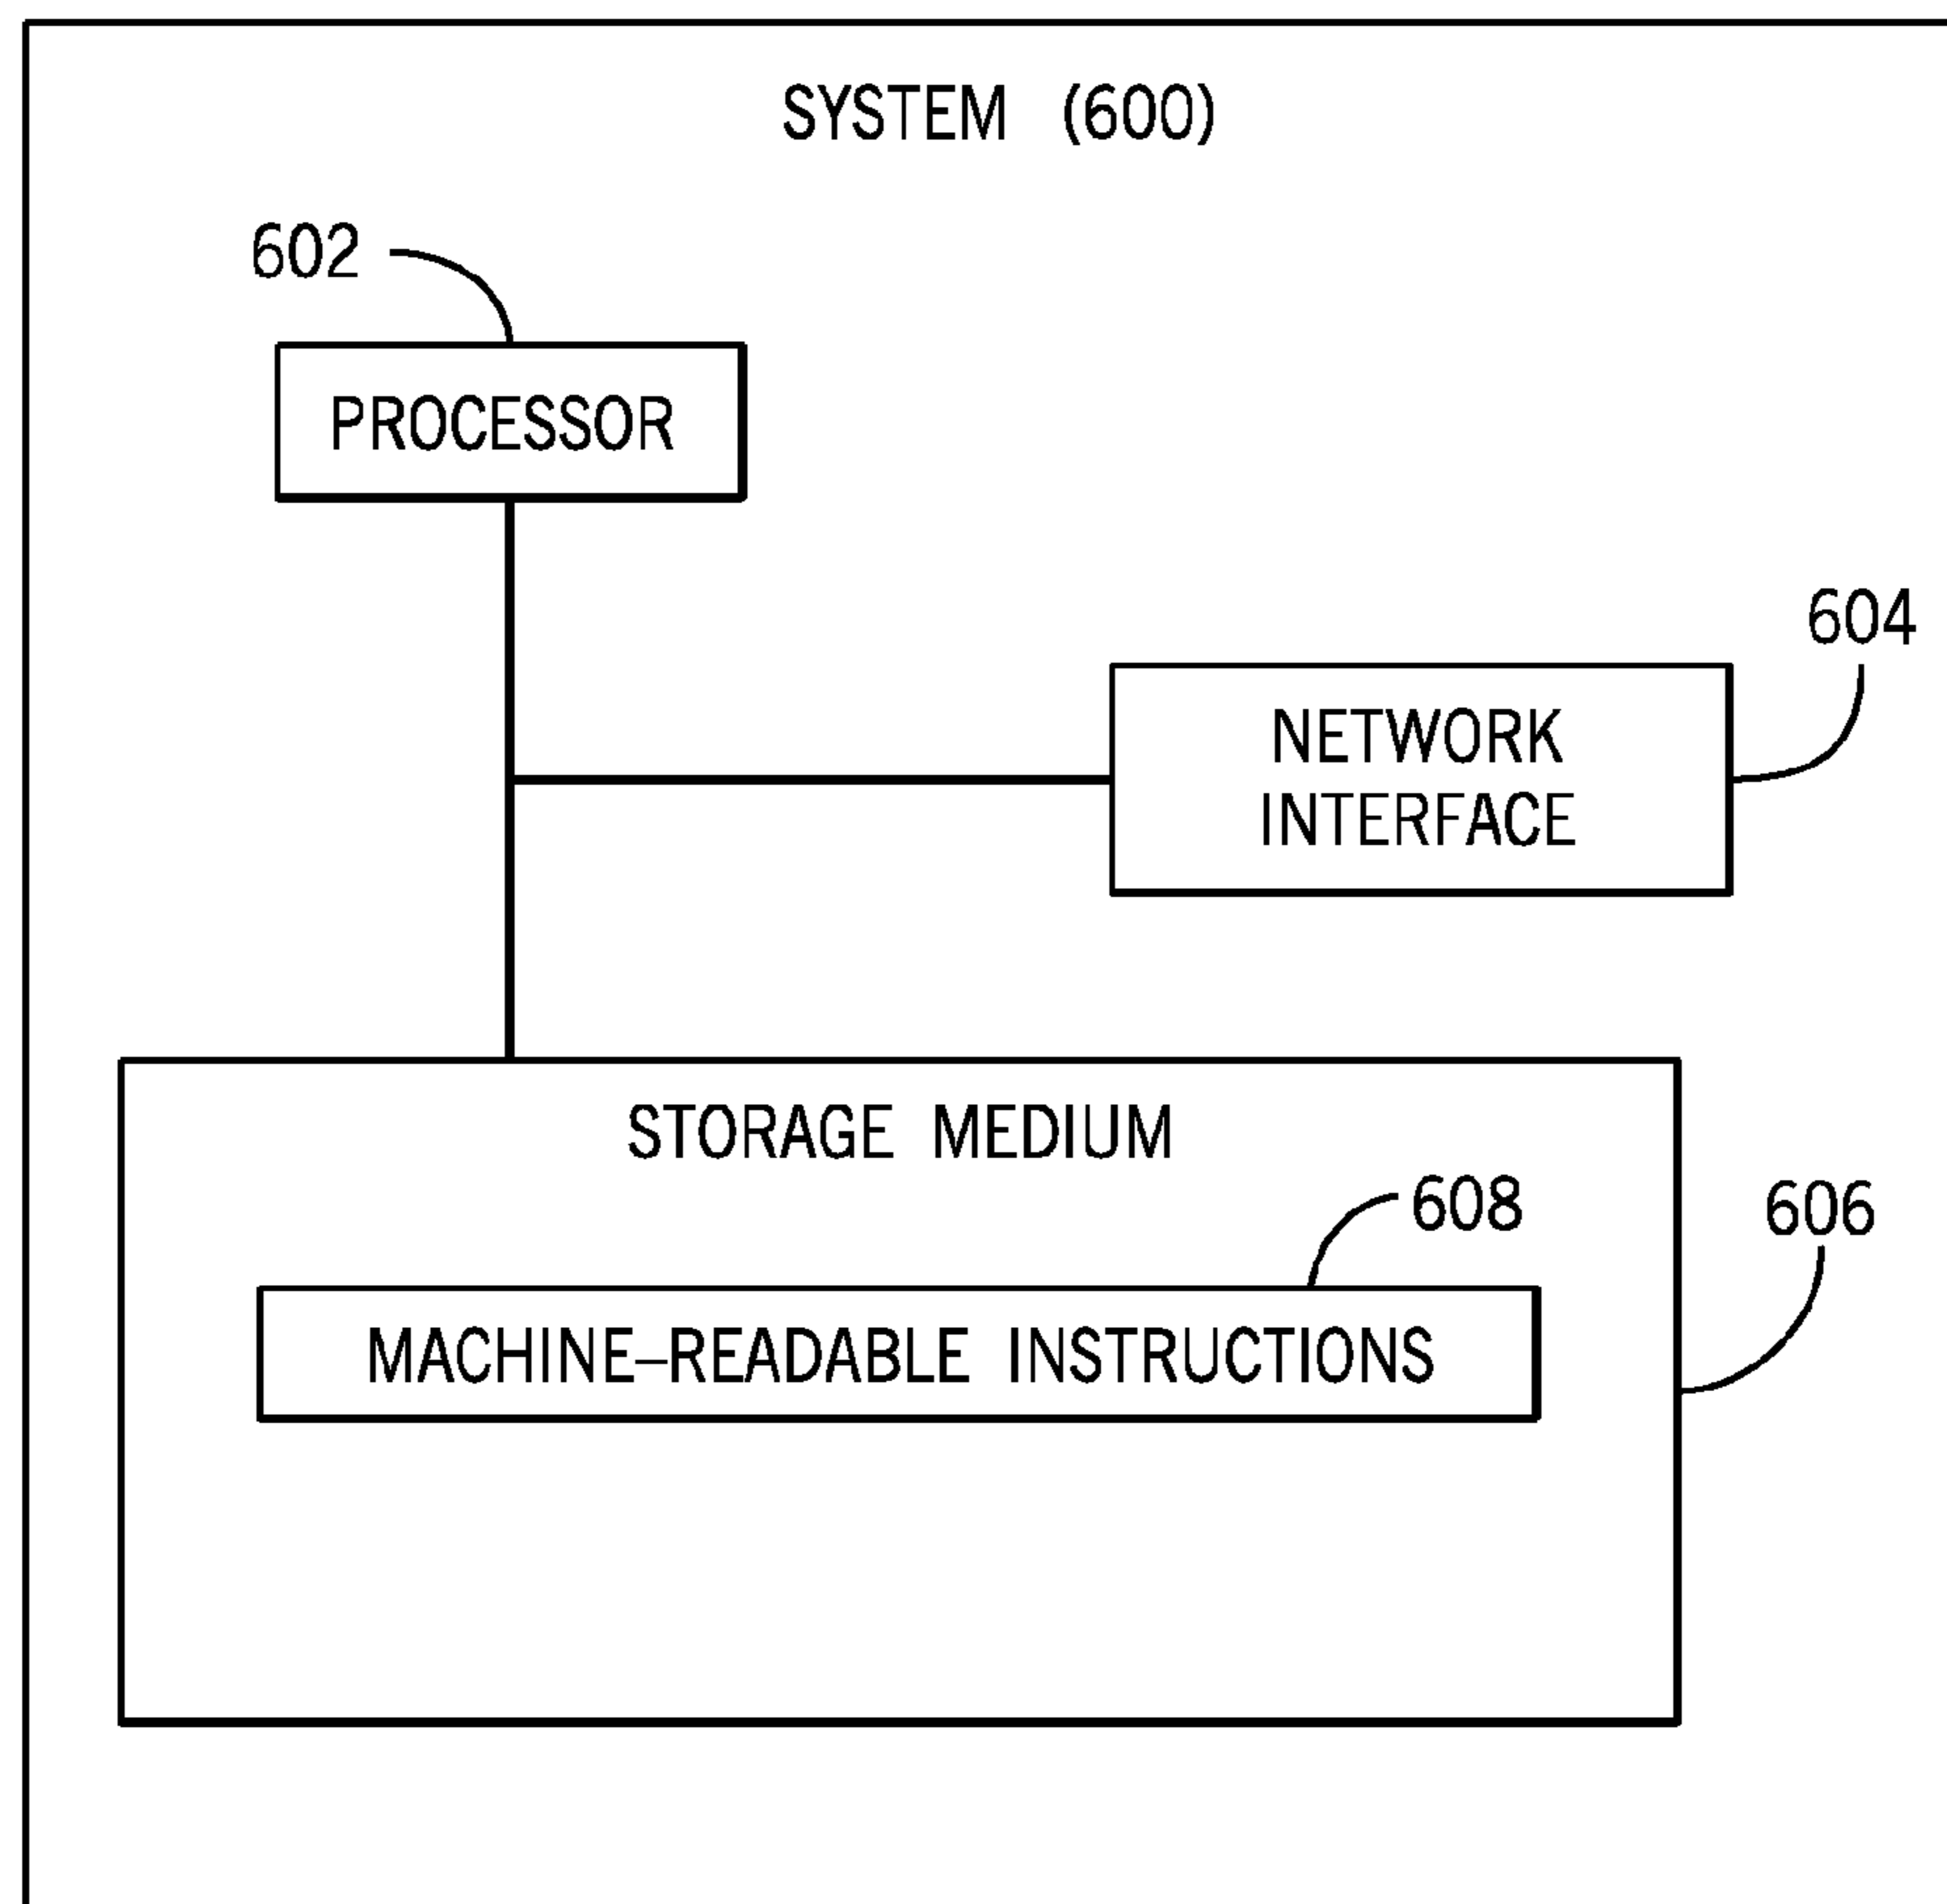 SYSTEM (600)
602
PROCESSOR
604
NETWORK
INTERFACE
STORAGE MEDIUM
608
606
MACHINE–READABLE INSTRUCTIONS